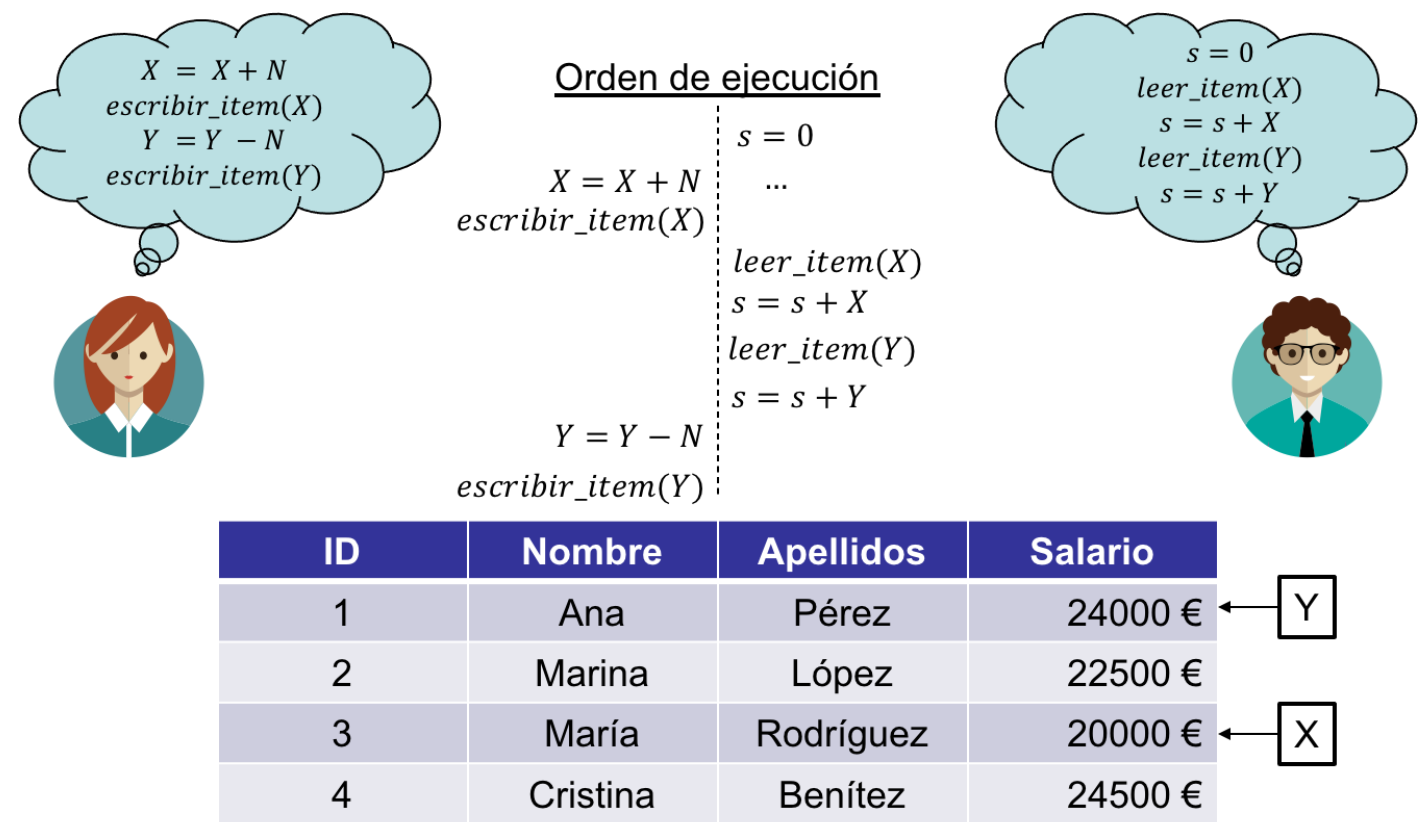 X = X + N
escribir_item(X)
Y = Y − N
escribir_item(Y)
Orden de ejecución
s = 0
leer_item(X)
s = s + X
leer_item(Y)
s = s + Y
s = 0
X = X + N ...
escribir_item(X)
leer_item(X)
s = s + X
leer_item(Y)
s = s + Y
Y = Y − N
escribir_item(Y)
ID Nombre Apellidos Salario
1 Ana Pérez 24000 € Y
2 Marina López 22500 €
3 María Rodríguez 20000 € X
4 Cristina Benítez 24500 €